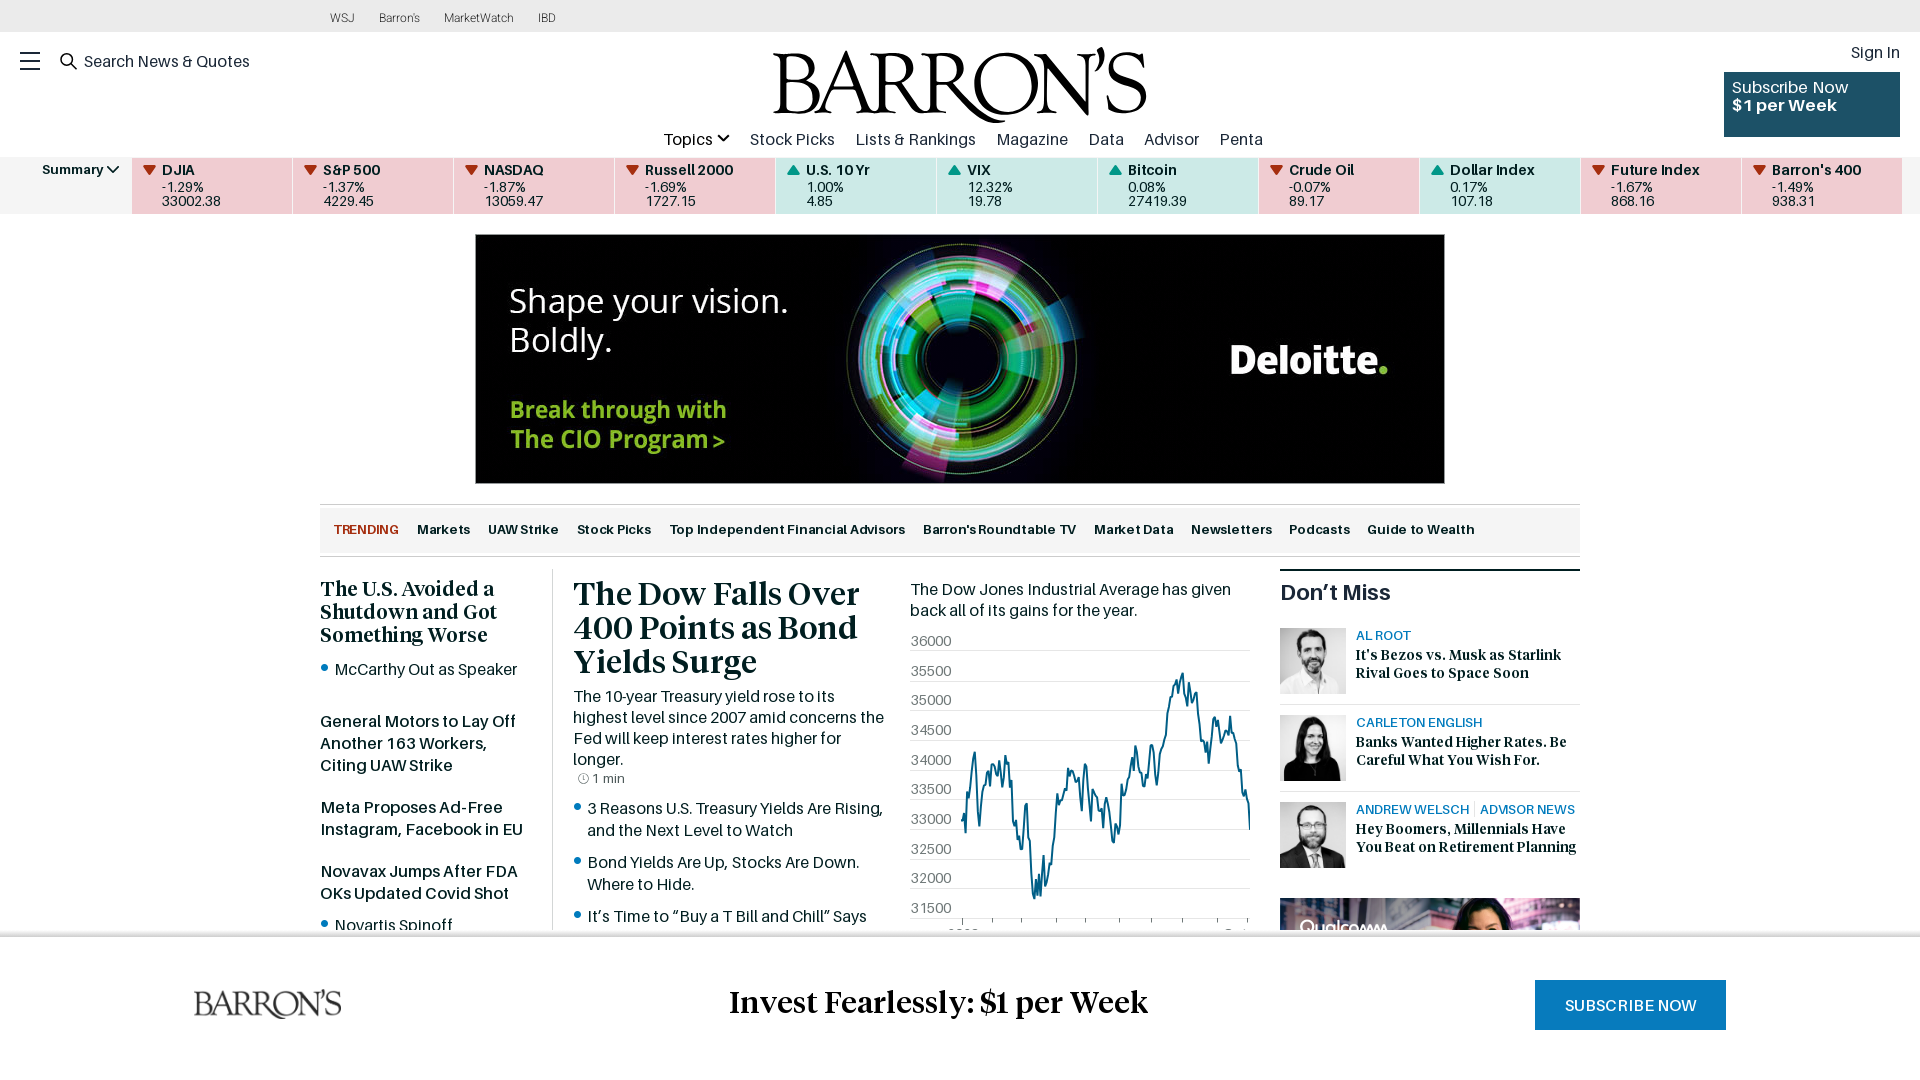 WSJ Barron's MarketWatch IBD
Search News & Quotes
BARRON'S
Sign In
Subscribe Now
$1 per Week
Topics Stock Picks Lists & Rankings Magazine Data Advisor Penta
Summary
DJIA
-1.29%
33002.38
S&P 500
-1.37%
4229.45
NASDAQ
-1.87%
13059.47
Russell 2000
-1.69%
1727.15
U.S. 10 Yr
1.00%
4.85
VIX
12.32%
19.78
Bitcoin
0.08%
27419.39
Crude Oil
-0.07%
89.17
Dollar Index
0.17%
107.18
Future Index
-1.67%
868.16
Barron's 400
-1.49%
938.31
Shape your vision.
Boldly.
Break through with
The CIO Program >
Deloitte.
TRENDING Markets UAW Strike Stock Picks Top Independent Financial Advisors Barron's Roundtable TV Market Data Newsletters Podcasts Guide to Wealth
The U.S. Avoided a
Shutdown and Got
Something Worse
McCarthy Out as Speaker
General Motors to Lay Off
Another 163 Workers,
Citing UAW Strike
Meta Proposes Ad-Free
Instagram, Facebook in EU
Novavax Jumps After FDA
OKs Updated Covid Shot
Novartis Spinoff
The Dow Falls Over
400 Points as Bond
Yields Surge
The 10-year Treasury yield rose to its
highest level since 2007 amid concerns the
Fed will keep interest rates higher for
longer.
1 min
3 Reasons U.S. Treasury Yields Are Rising,
and the Next Level to Watch
Bond Yields Are Up, Stocks Are Down.
Where to Hide.
It's Time to “Buy a T Bill and Chill” Says
The Dow Jones Industrial Average has given
back all of its gains for the year.
36000
35500
35000
34500
34000
33500
33000
32500
32000
31500
Don’t Miss
AL ROOT
It's Bezos vs. Musk as Starlink
Rival Goes to Space Soon
CARLETON ENGLISH
Banks Wanted Higher Rates. Be
Careful What You Wish For.
ANDREW WELSCH ADVISOR NEWS
Hey Boomers, Millennials Have
You Beat on Retirement Planning
Qualcomm
BARRON'S
Invest Fearlessly: $1 per Week
SUBSCRIBE NOW